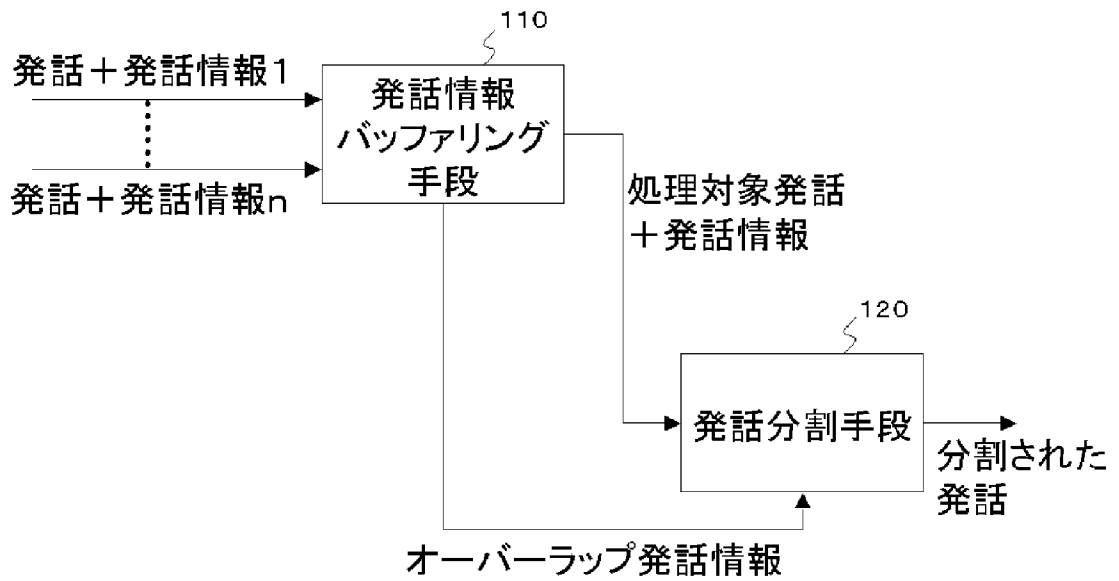 110
発話+発話情報1
発話情報
バッファリング
手段
発話+発話情報n
処理対象発話
+発話情報
120
発話分割手段
分割された
発話
オーバーラップ発話情報